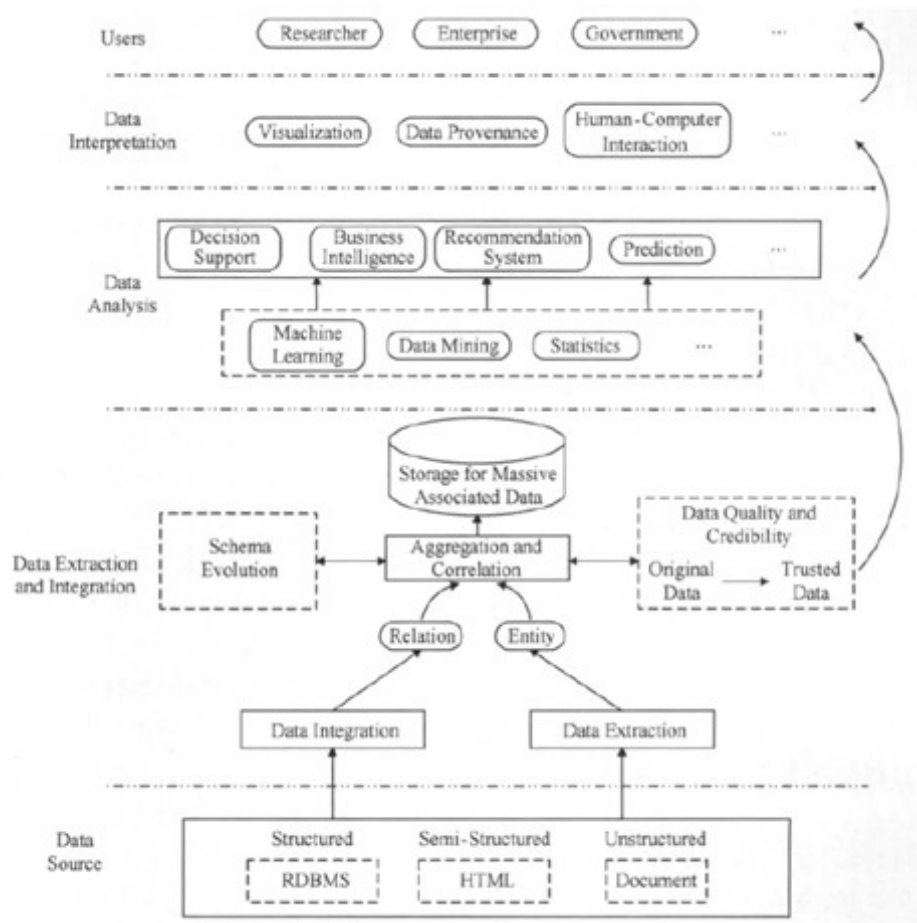 Users
Researcher
Enterprise
Government
...
Data
Interpretation
Visualization
Data Provenance
Human-Computer
Interaction
...
Data
Analysis
Decision
Support
Business
Intelligence
Recommendation
System
Prediction
...
Machine
Learning
Data Mining
Statistics
...
Data Extraction
and Integration
Storage for Massive
Associated Data
Schema
Evolution
Aggregation and
Correlation
Data Quality and
Credibility
Original
Data
Trusted
Data
Relation
Entity
Data Integration
Data Extraction
Data
Source
Structured
Semi-Structured
Unstructured
RDBMS
HTML
Document